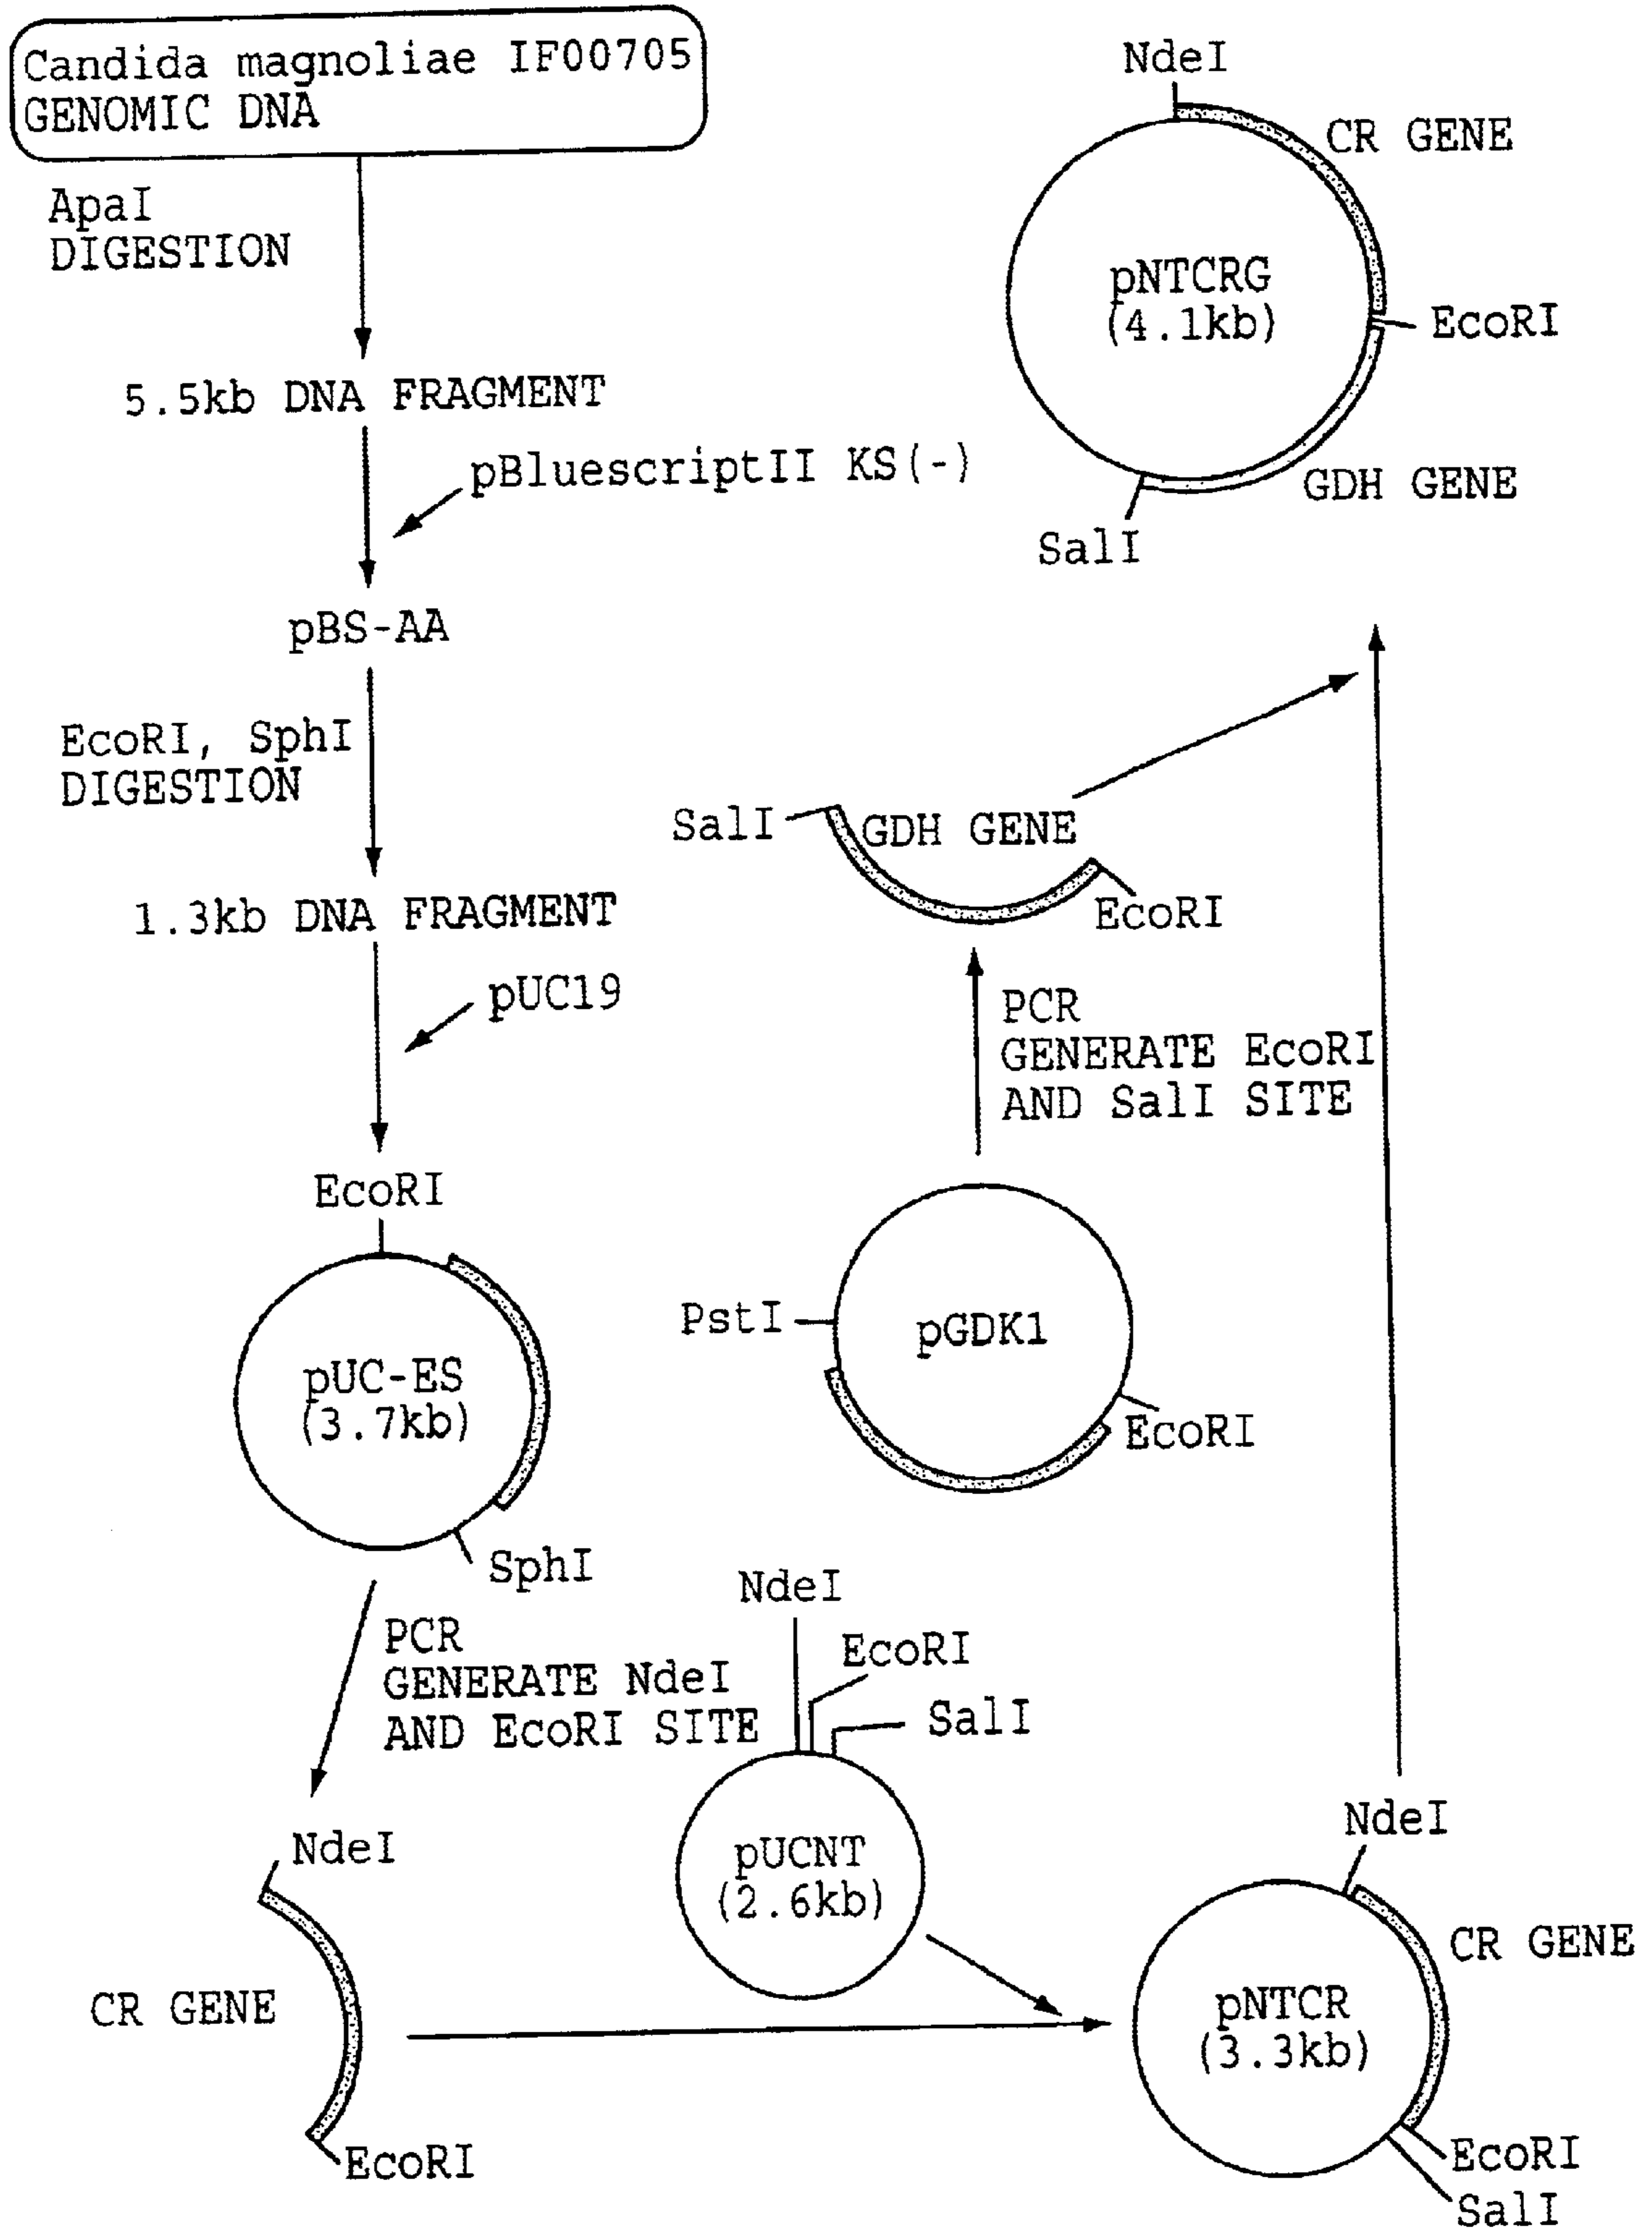 Candida magnoliae IFO0705
GENOMIC DNA
ApaI
DIGESTION
5.5kb DNA FRAGMENT
pBluescriptII KS(-)
pBS-AA
EcoRI, SphI
DIGESTION
1.3kb DNA FRAGMENT
pUC19
EcoRI
pUC-ES
(3.7kb)
SphI
PCR
GENERATE NdeI
AND EcoRI SITE
NdeI
CR GENE
EcoRI
NdeI
EcoRI
SalI
pUCNT
(2.6kb)
NdeI
CR GENE
pNTCR
(3.3kb)
EcoRI
SalI
PstI
pGDK1
EcoRI
PCR
GENERATE EcoRI
AND SalI SITE
SalI
GDH GENE
EcoRI
NdeI
CR GENE
pNTCRG
(4.1kb)
EcoRI
GDH GENE
SalI